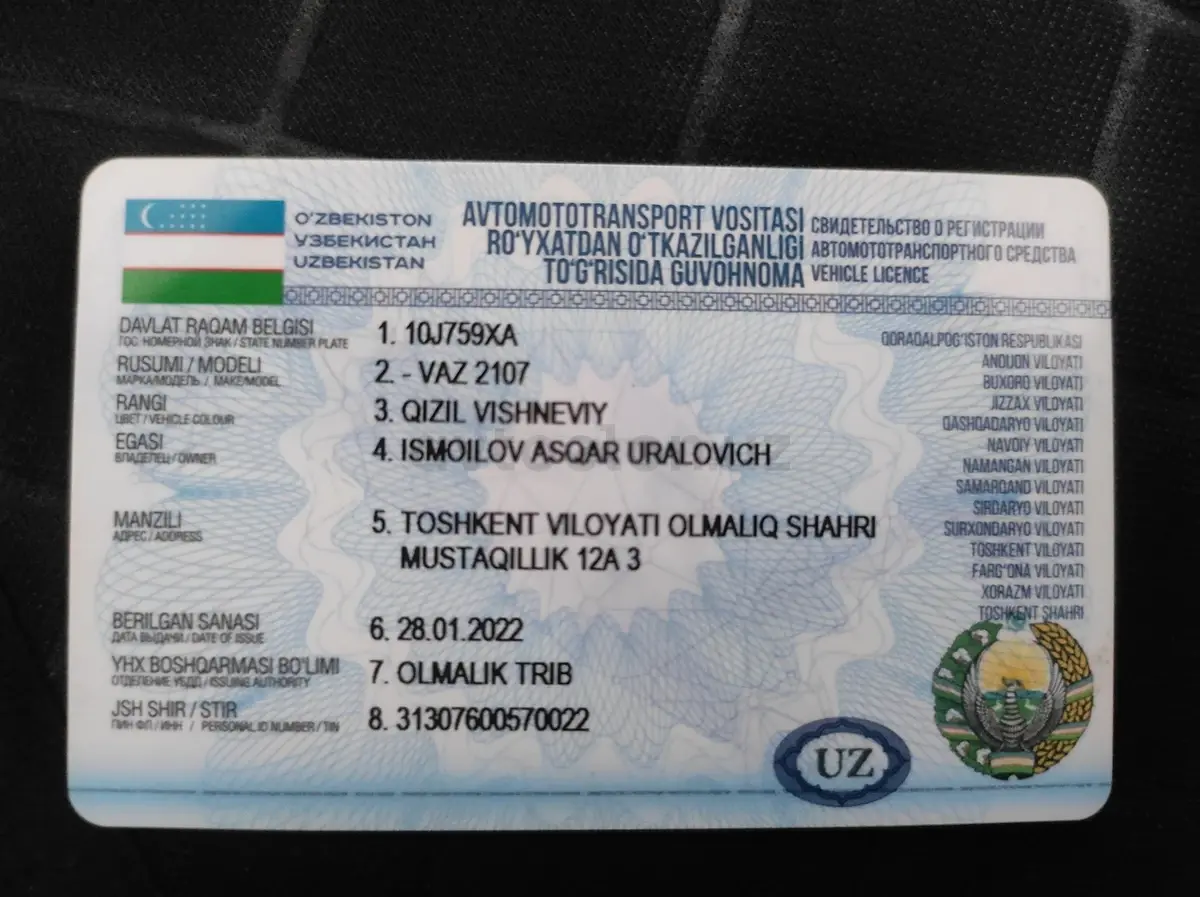 O'ZBEKISTON
УЗБЕКИСТАН
UZBEKISTAN
AVTOMOTOTRANSPORT VOSITASI
RO'YXATDAN O'TKAZILGANLIGI
TO'G'RISIDA GUVOHNOMA
СВИДЕТЕЛЬСТВО О РЕГИСТРАЦИИ
АВТОМОТОТРАНСПОРТНОГО СРЕДСТВА
VEHICLE LICENCE
DAVLAT RAQAM BELGISI
ГОС. НОМЕРНОЙ ЗНАК / STATE NUMBER PLATE
1. 10J759XA
RUSUMI / MODELI
МАРКА/МОДЕЛЬ / MAKE/MODEL
2. - VAZ 2107
RANGI
ЦВЕТ / VEHICLE COLOUR
3. QIZIL VISHNEVIY
EGASI
ВЛАДЕЛЕЦ / OWNER
4. ISMOILOV ASQAR URALOVICH
MANZILI
АДРЕС / ADDRESS
5. TOSHKENT VILOYATI OLMALIQ SHAHRI
MUSTAQILLIK 12A 3
BERILGAN SANASI
ДАТА ВЫДАЧИ / DATE OF ISSUE
6. 28.01.2022
YHX BOSHQARMASI BO'LIMI
ОТДЕЛЕНИЕ УБДД / ISSUING AUTHORITY
7. OLMALIK TRIB
JSH SHIR / STIR
ПИН ФЛ / ИНН / PERSONAL ID NUMBER / TIN
8. 31307600570022
QORAQALPOG'ISTON RESPUBLIKASI
ANDIJON VILOYATI
BUXORO VILOYATI
JIZZAX VILOYATI
QASHQADARYO VILOYATI
NAVOIY VILOYATI
NAMANGAN VILOYATI
SAMARQAND VILOYATI
SIRDARYO VILOYATI
SURXONDARYO VILOYATI
TOSHKENT VILOYATI
FARG'ONA VILOYATI
XORAZM VILOYATI
TOSHKENT SHAHRI
UZ